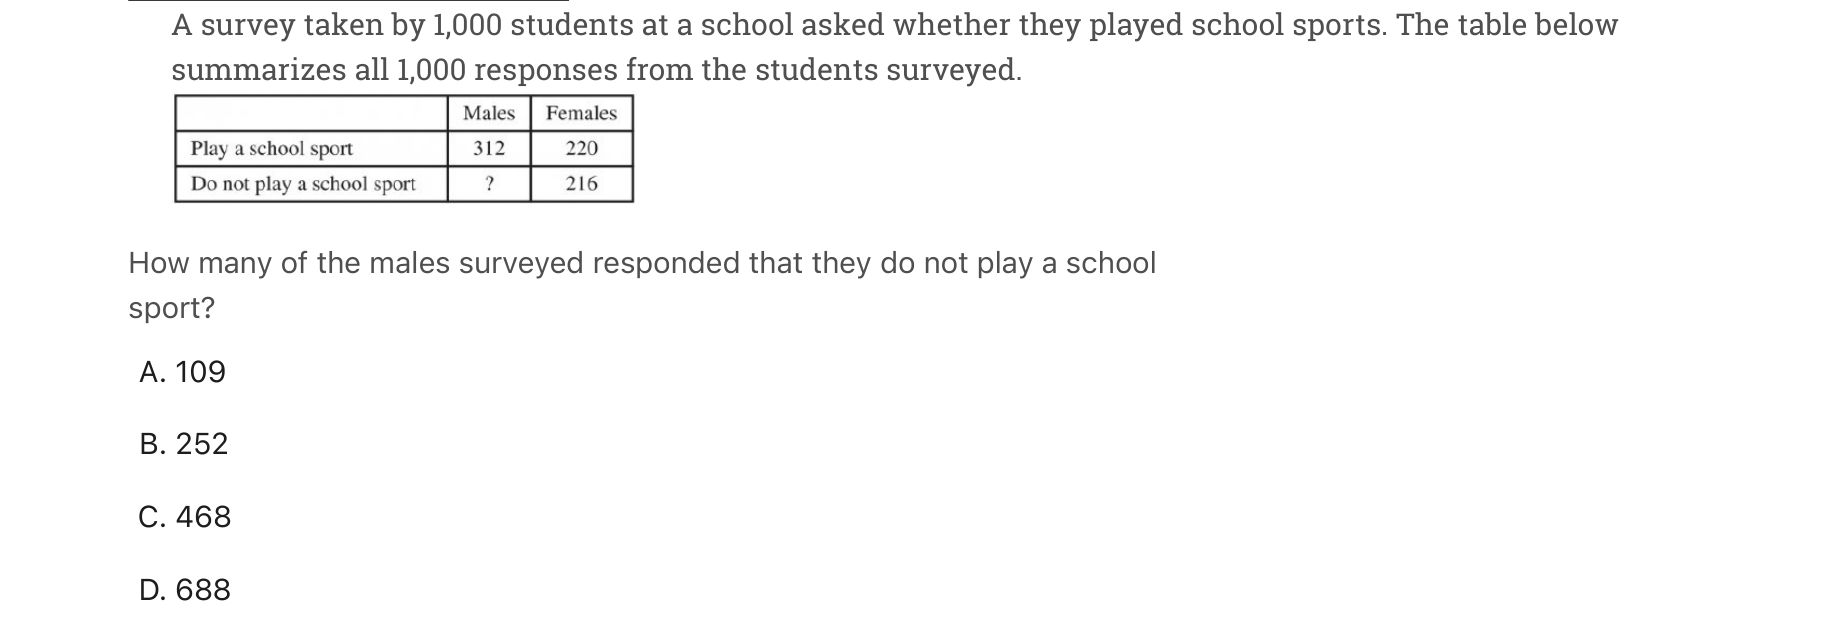 A survey taken by 1,000 students at a school asked whether they played school sports. The table below
summarizes all 1,000 responses from the students surveyed.
Males Females
Play a school sport 312 220
Do not play a school sport ? 216
How many of the males surveyed responded that they do not play a school
sport?
A. 109
B. 252
C. 468
D. 688